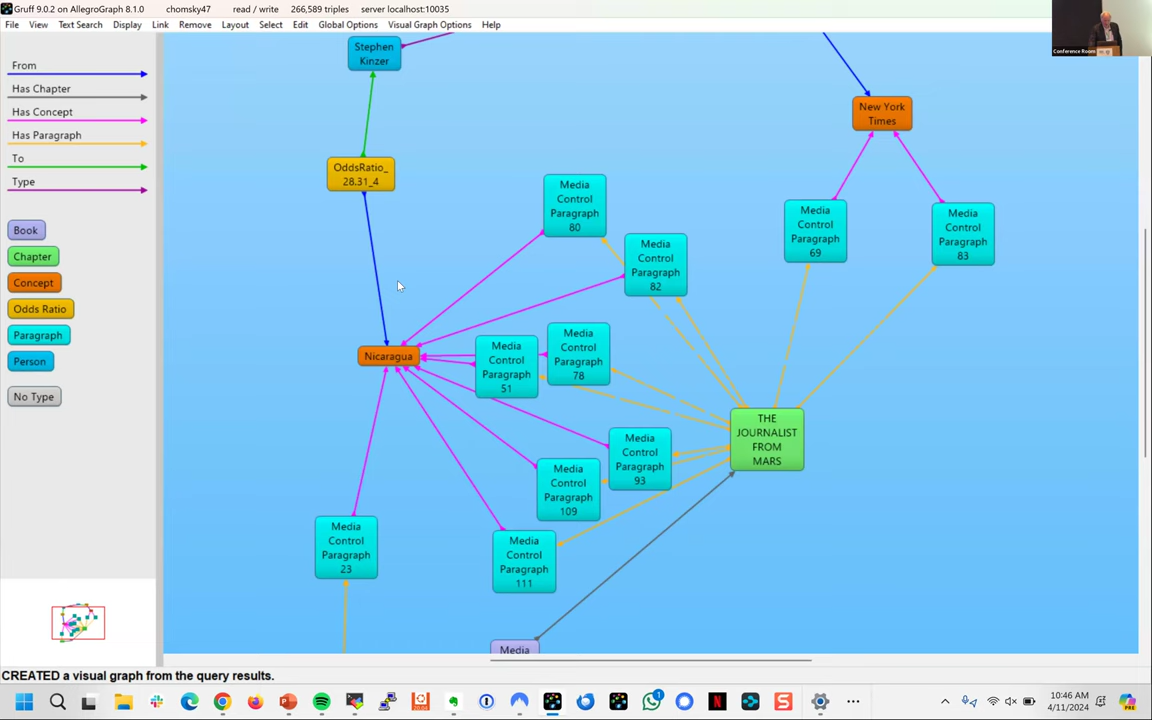 Gruff 9.0.2 on AllegroGraph 8.1.0 chomsky47 read / write 266,589 triples server localhost:10035
File View Text Search Display Link Remove Layout Select Edit Global Options Visual Graph Options Help
Conference Room
From
Has Chapter
Has Concept
Has Paragraph
To
Type
Book
Chapter
Concept
Odds Ratio
Paragraph
Person
No Type
Stephen
Kinzer
New York
Times
OddsRatio_
28.31_4
Media
Control
Paragraph
80
Media
Control
Paragraph
69
Media
Control
Paragraph
83
Media
Control
Paragraph
82
Nicaragua
Media
Control
Paragraph
51
Media
Control
Paragraph
78
THE
JOURNALIST
FROM
MARS
Media
Control
Paragraph
93
Media
Control
Paragraph
109
Media
Control
Paragraph
23
Media
Control
Paragraph
111
Media
CREATED a visual graph from the query results.
10:46 AM
4/11/2024